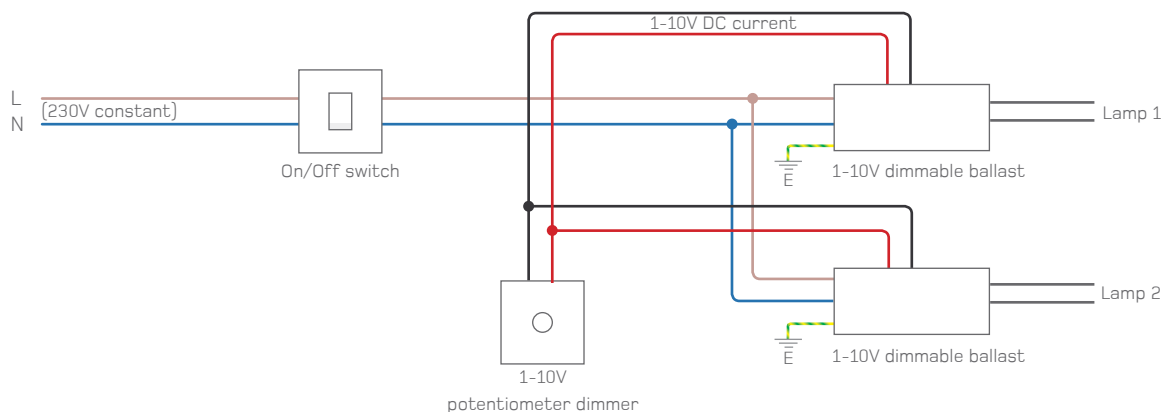 1-10V DC current
L
(230V constant)
N
Lamp 1
On/Off switch
E
1-10V dimmable ballast
Lamp 2
E
1-10V dimmable ballast
1-10V
potentiometer dimmer